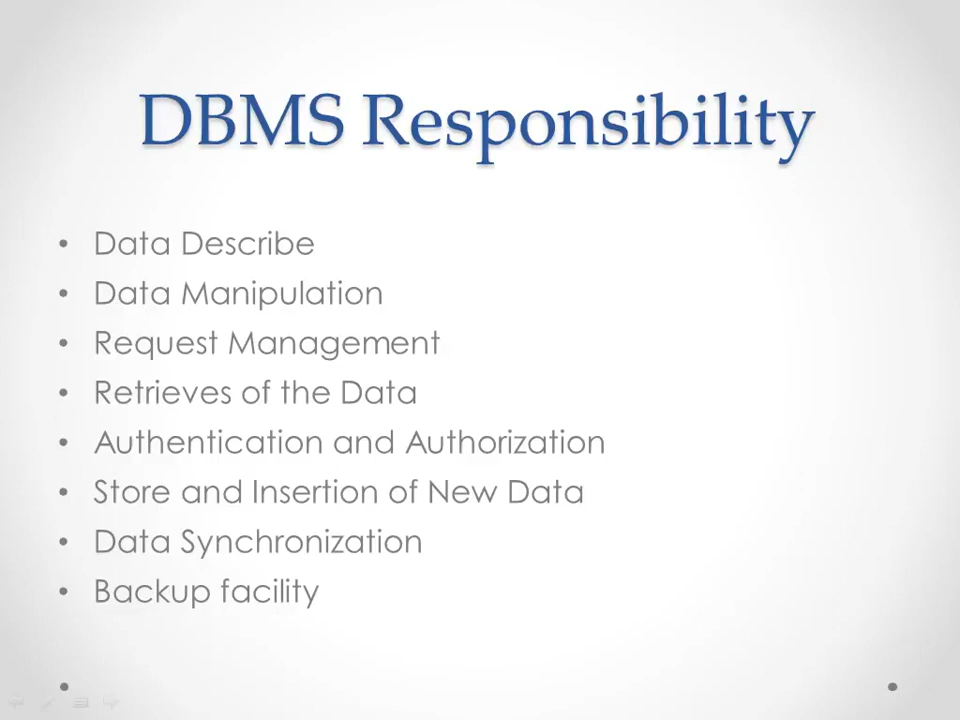 DBMS Responsibility
• Data Describe
• Data Manipulation
• Request Management
• Retrieves of the Data
• Authentication and Authorization
• Store and Insertion of New Data
• Data Synchronization
• Backup facility